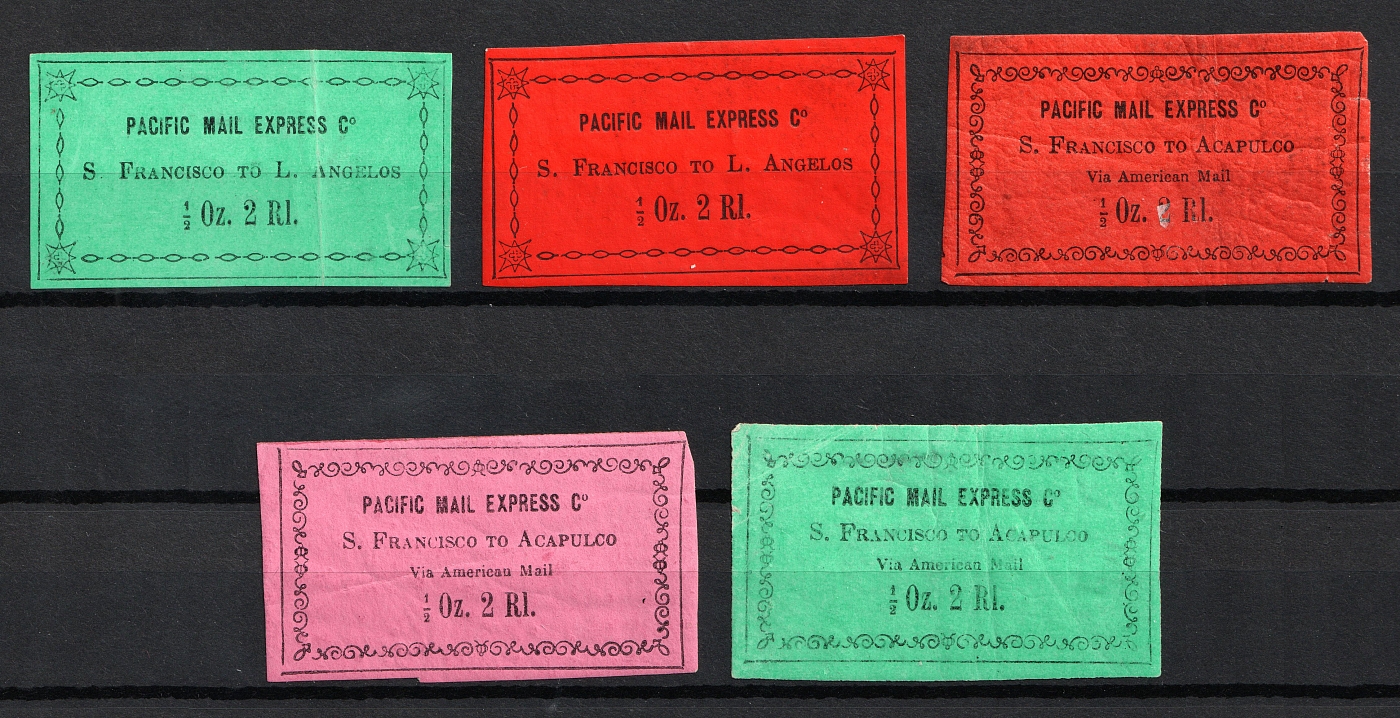 PACIFIC MAIL EXPRESS Cº
S. FRANCISCO TO L. ANGELOS
½ Oz. 2 Rl.
PACIFIC MAIL EXPRESS Cº
S. FRANCISCO TO L. ANGELOS
½ Oz. 2 Rl.
PACIFIC MAIL EXPRESS Cº
S. FRANCISCO TO ACAPULCO
Via American Mail
½ Oz. 2 Rl.
PACIFIC MAIL EXPRESS Cº
S. FRANCISCO TO ACAPULCO
Via American Mail
½ Oz. 2 Rl.
PACIFIC MAIL EXPRESS Cº
S. FRANCISCO TO ACAPULCO
Via American Mail
½ Oz. 2 Rl.